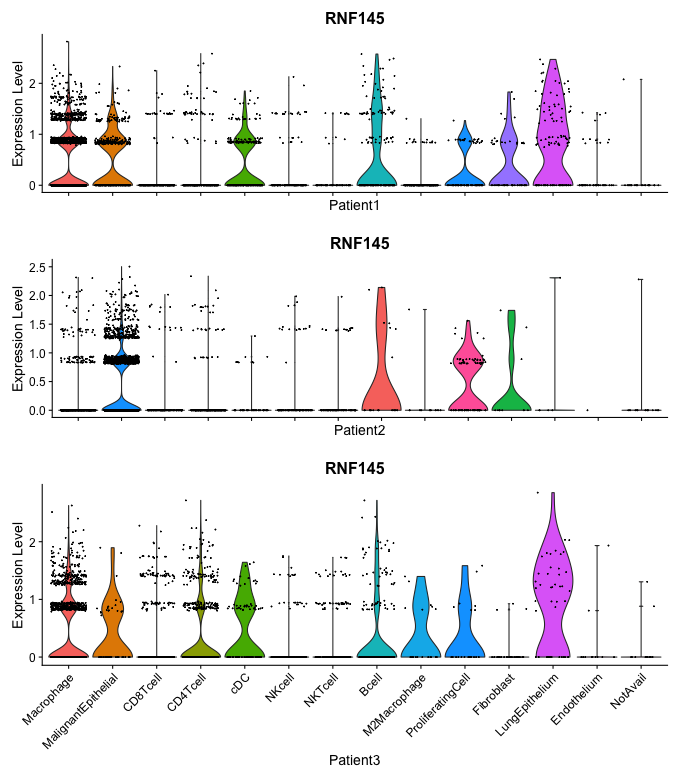 RNF145
Expression Level
2
1
0
Patient1
RNF145
Expression Level
2.5
2.0
1.5
1.0
0.5
0.0
Patient2
RNF145
Expression Level
2
1
0
Macrophage
MalignantEpithelial
CD8Tcell
CD4Tcell
cDC
NKcell
NKTcell
Bcell
M2Macrophage
ProliferatingCell
Fibroblast
LungEpithelium
Endothelium
NotAvail
Patient3